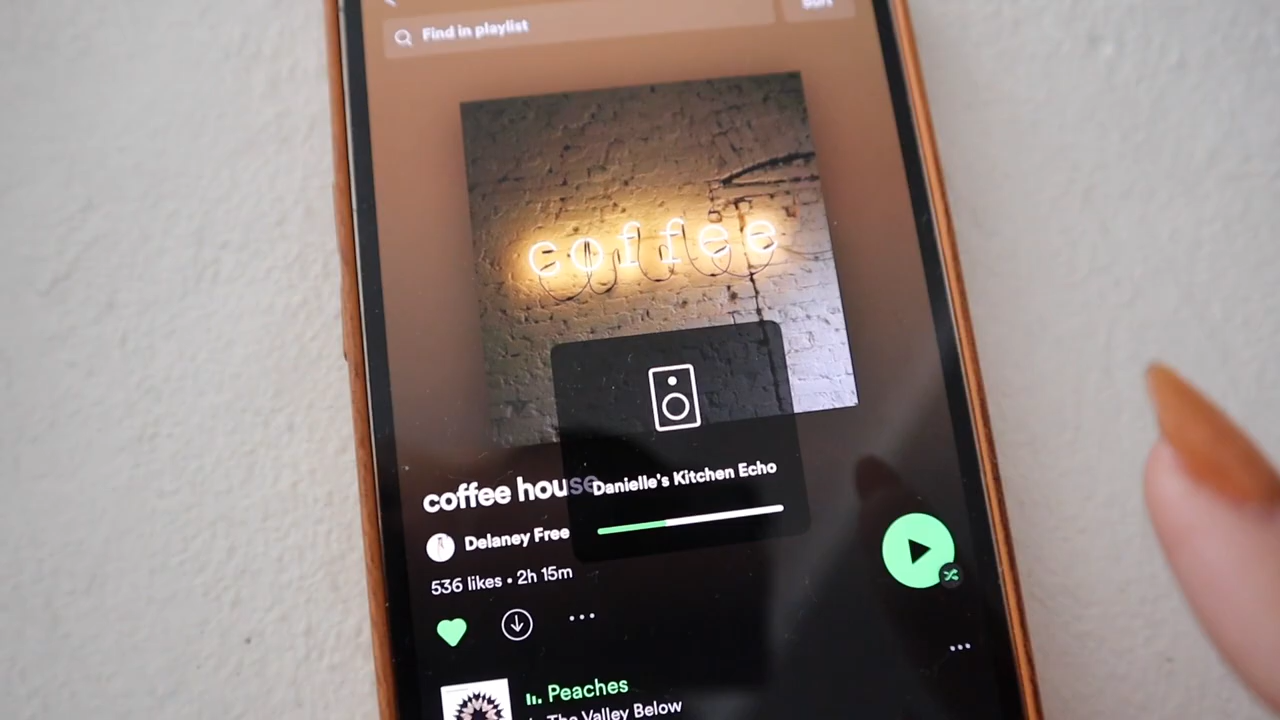 Find in playlist
Sort
coffee
coffee house
Danielle's Kitchen Echo
Delaney Free
536 likes • 2h 15m
Peaches
The Valley Below